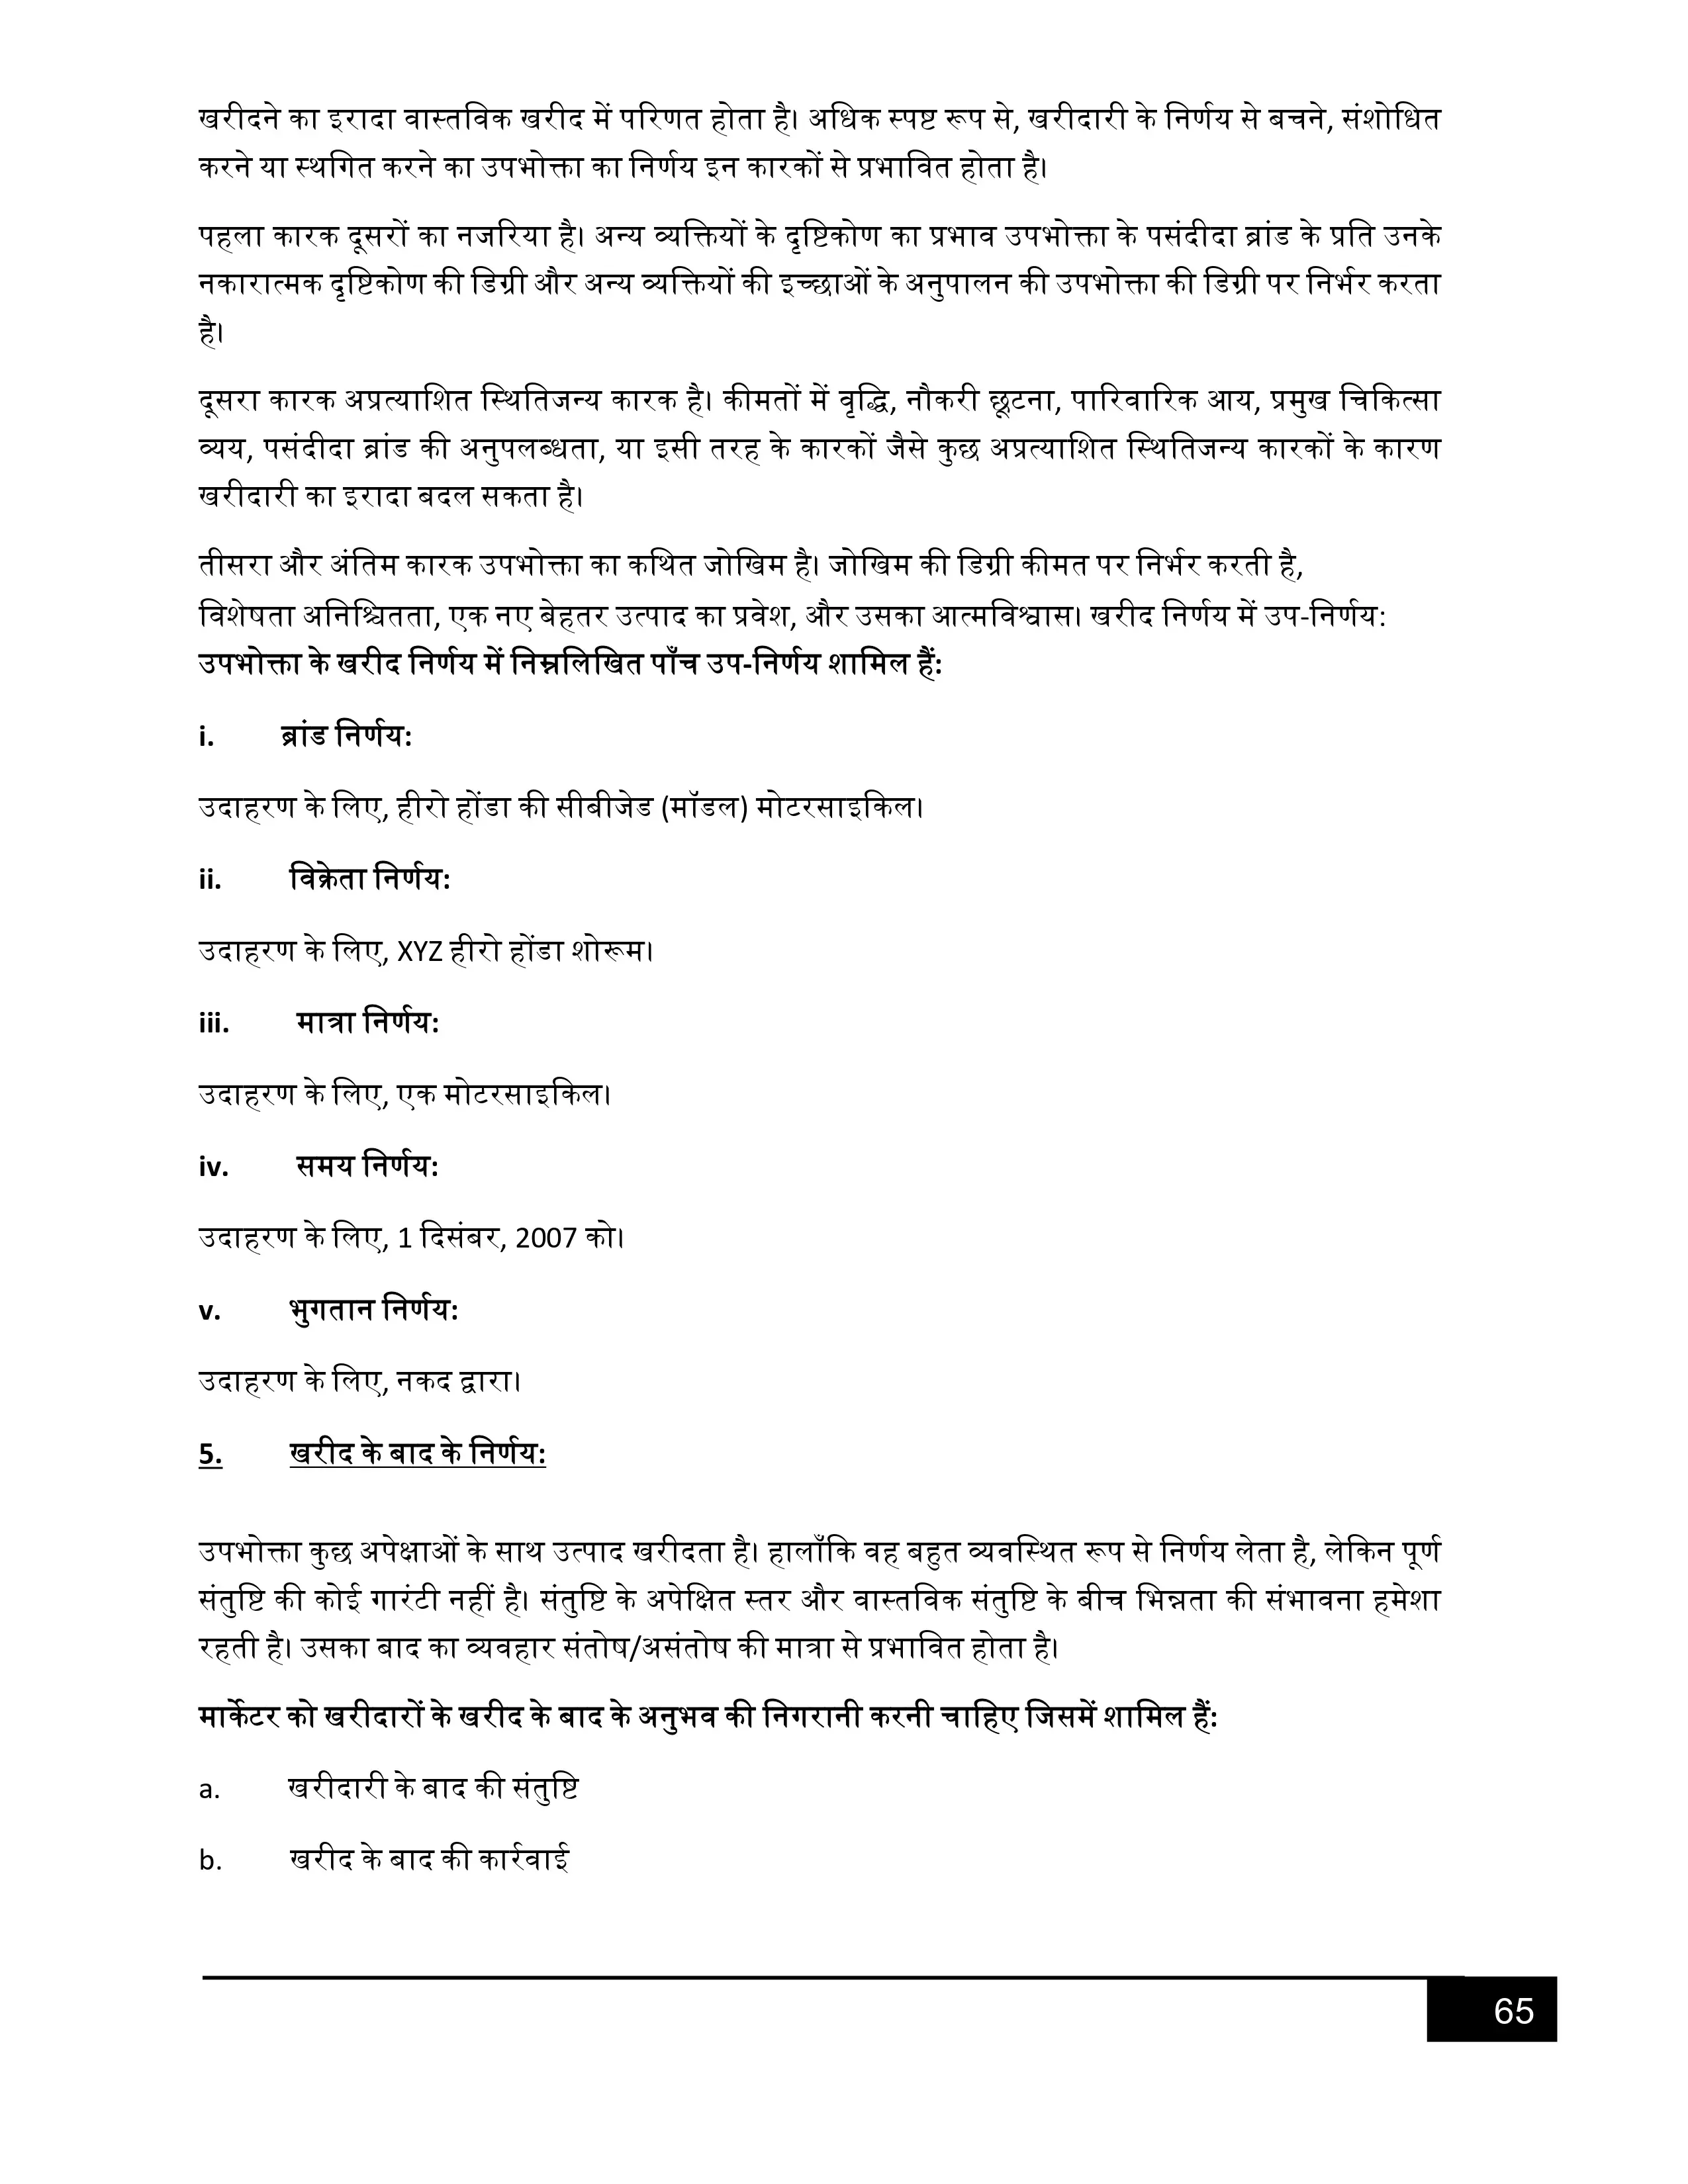 खरीदने का इरादा वास्तविक खरीद में परिणत होता है। अधिक स्पष्ट रूप से, खरीदारी के निर्णय से बचने, संशोधित
करने या स्थगित करने का उपभोक्ता का निर्णय इन कारकों से प्रभावित होता है।
पहला कारक दूसरों का नजरिया है। अन्य व्यक्तियों के दृष्टिकोण का प्रभाव उपभोक्ता के पसंदीदा ब्रांड के प्रति उनके
नकारात्मक दृष्टिकोण की डिग्री और अन्य व्यक्तियों की इच्छाओं के अनुपालन की उपभोक्ता की डिग्री पर निर्भर करता
है।
दूसरा कारक अप्रत्याशित स्थितिजन्य कारक है। कीमतों में वृद्धि, नौकरी छूटना, पारिवारिक आय, प्रमुख चिकित्सा
व्यय, पसंदीदा ब्रांड की अनुपलब्धता, या इसी तरह के कारकों जैसे कुछ अप्रत्याशित स्थितिजन्य कारकों के कारण
खरीदारी का इरादा बदल सकता है।
तीसरा और अंतिम कारक उपभोक्ता का कथित जोखिम है। जोखिम की डिग्री कीमत पर निर्भर करती है,
विशेषता अनिश्चितता, एक नए बेहतर उत्पाद का प्रवेश, और उसका आत्मविश्वास। खरीद निर्णय में उप-निर्णय:
उपभोक्ता के खरीद निर्णय में निम्नलिखित पाँच उप-निर्णय शामिल हैं:
i. ब्रांड निर्णय:
उदाहरण के लिए, हीरो होंडा की सीबीजेड (मॉडल) मोटरसाइकिल।
ii. विक्रेता निर्णय:
उदाहरण के लिए, XYZ हीरो होंडा शोरूम।
iii. मात्रा निर्णय:
उदाहरण के लिए, एक मोटरसाइकिल।
iv. समय निर्णय:
उदाहरण के लिए, 1 दिसंबर, 2007 को।
v. भुगतान निर्णय:
उदाहरण के लिए, नकद द्वारा।
5. खरीद के बाद के निर्णय:
उपभोक्ता कुछ अपेक्षाओं के साथ उत्पाद खरीदता है। हालाँकि वह बहुत व्यवस्थित रूप से निर्णय लेता है, लेकिन पूर्ण
संतुष्टि की कोई गारंटी नहीं है। संतुष्टि के अपेक्षित स्तर और वास्तविक संतुष्टि के बीच भिन्नता की संभावना हमेशा
रहती है। उसका बाद का व्यवहार संतोष/असंतोष की मात्रा से प्रभावित होता है।
मार्केटर को खरीदारों के खरीद के बाद के अनुभव की निगरानी करनी चाहिए जिसमें शामिल हैं:
a. खरीदारी के बाद की संतुष्टि
b. खरीद के बाद की कार्रवाई
65